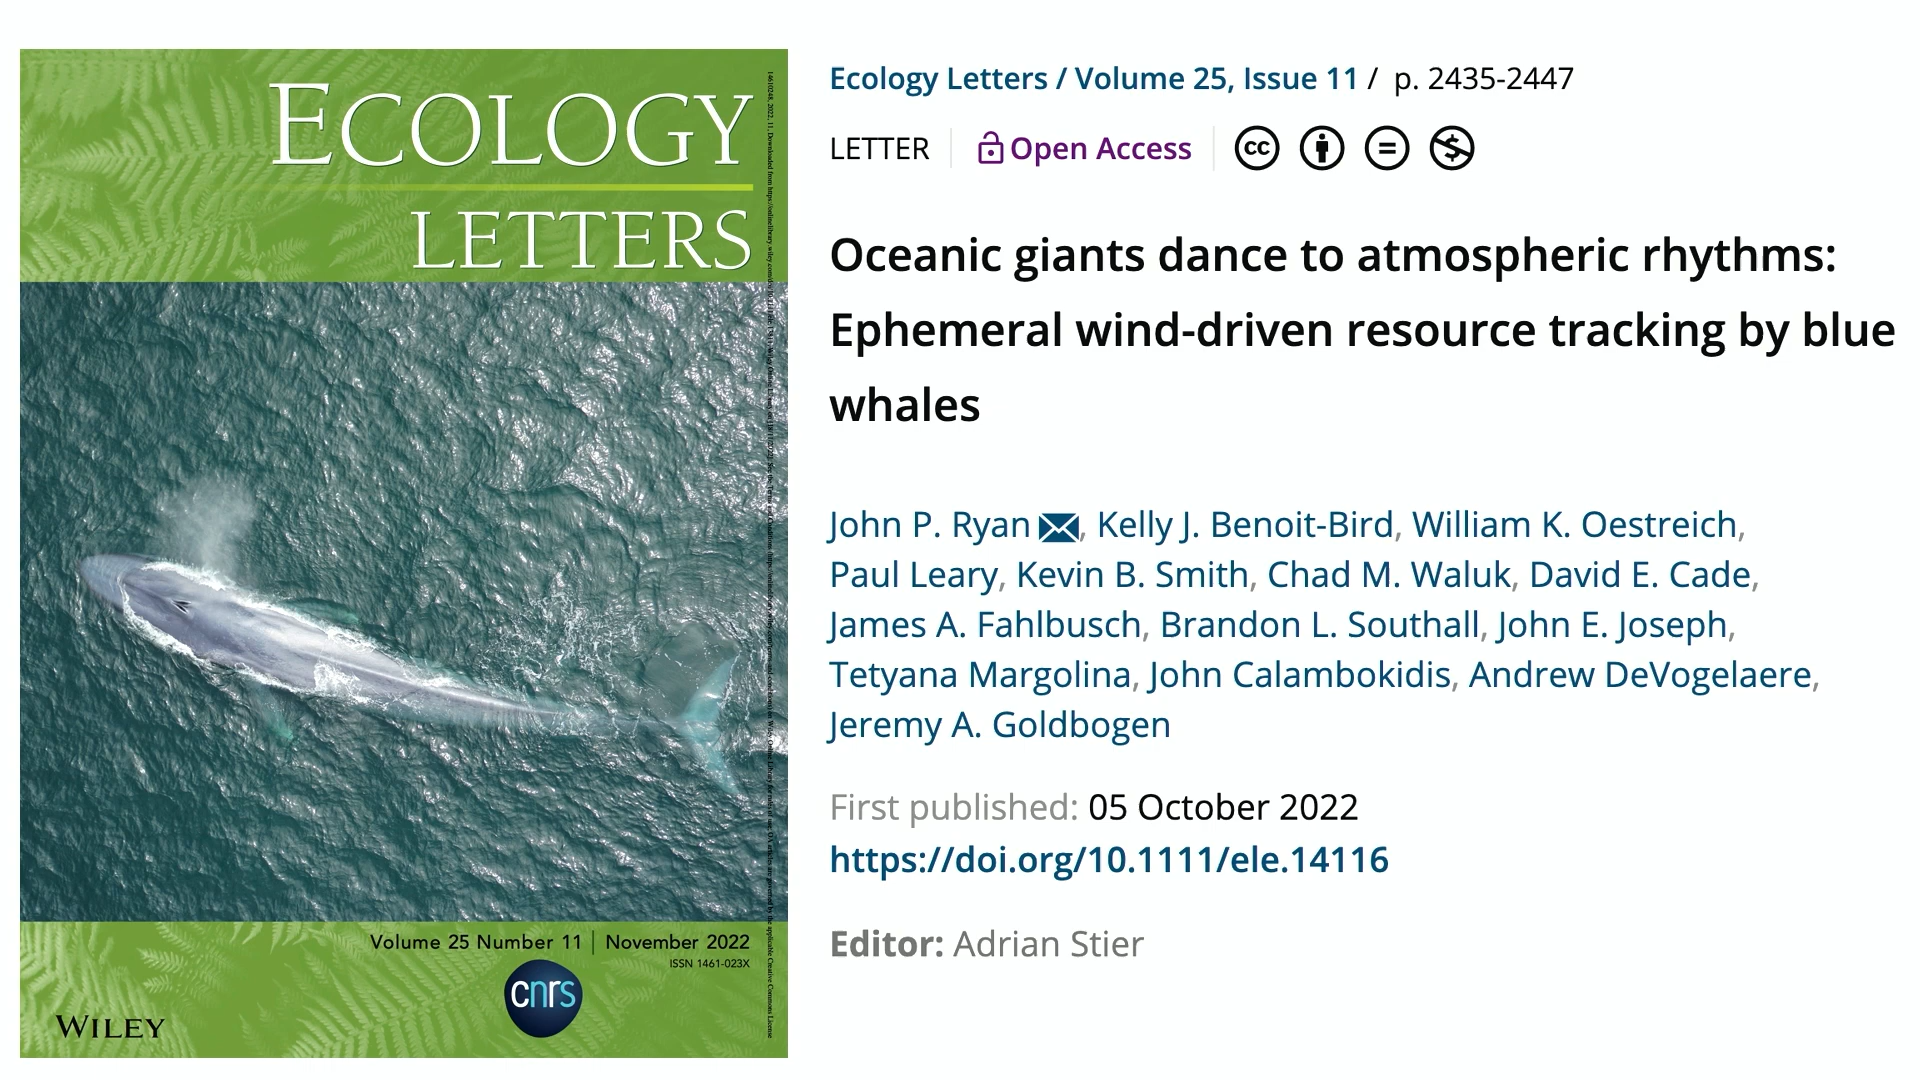 ECOLOGY
LETTERS
Volume 25 Number 11 | November 2022
ISSN 1461-023X
cnrs
WILEY
Ecology Letters / Volume 25, Issue 11 / p. 2435-2447
LETTER
Open Access
cc
Oceanic giants dance to atmospheric rhythms:
Ephemeral wind-driven resource tracking by blue
whales
John P. Ryan, Kelly J. Benoit-Bird, William K. Oestreich,
Paul Leary, Kevin B. Smith, Chad M. Waluk, David E. Cade,
James A. Fahlbusch, Brandon L. Southall, John E. Joseph,
Tetyana Margolina, John Calambokidis, Andrew DeVogelaere,
Jeremy A. Goldbogen
First published: 05 October 2022
https://doi.org/10.1111/ele.14116
Editor: Adrian Stier